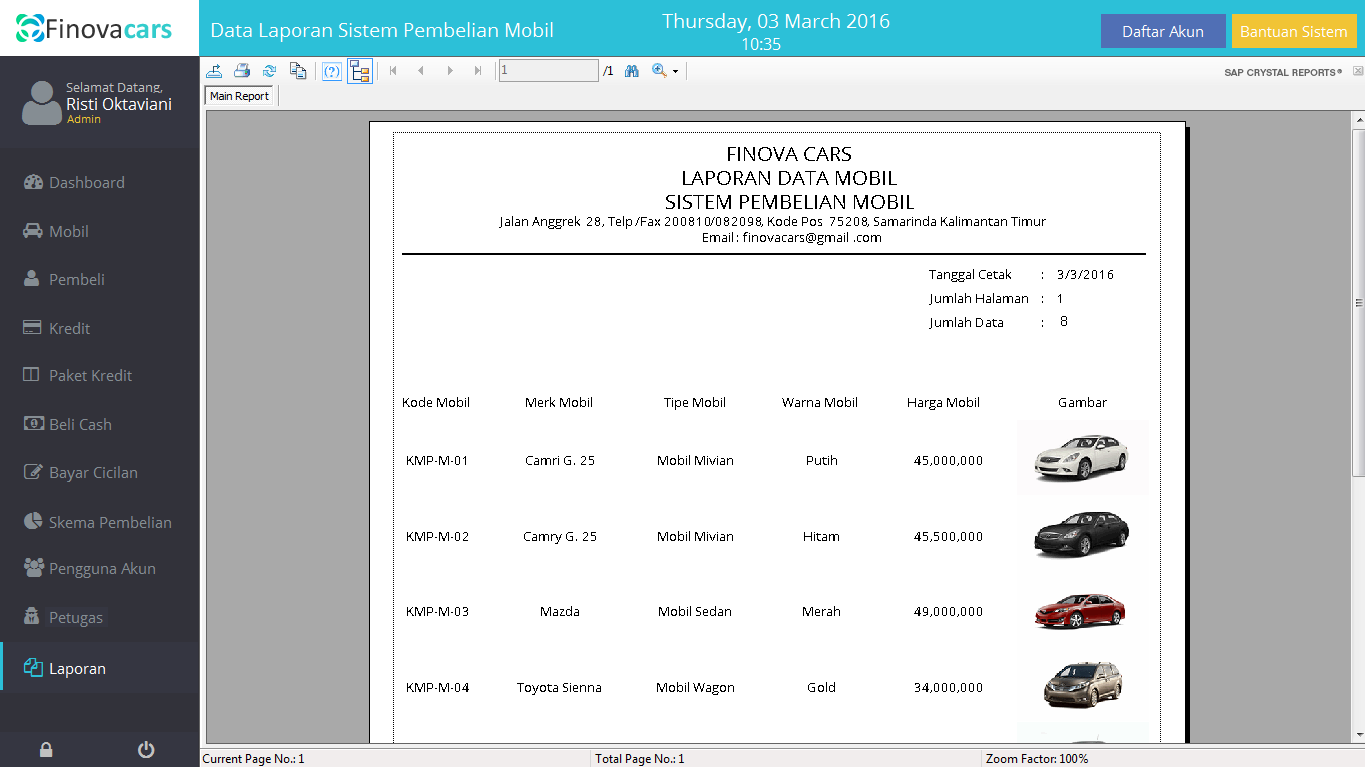 Finovacars
Data Laporan Sistem Pembelian Mobil
Thursday, 03 March 2016
10:35
Daftar Akun
Bantuan Sistem
Selamat Datang,
Risti Oktaviani
Admin
Dashboard
Mobil
Pembeli
Kredit
Paket Kredit
Beli Cash
Bayar Cicilan
Skema Pembelian
Pengguna Akun
Petugas
Laporan
1 /1
SAP CRYSTAL REPORTS®
Main Report
FINOVA CARS
LAPORAN DATA MOBIL
SISTEM PEMBELIAN MOBIL
Jalan Anggrek 28, Telp /Fax 200810/082098, Kode Pos 75208, Samarinda Kalimantan Timur
Email : finovacars@gmail .com
Tanggal Cetak : 3/3/2016
Jumlah Halaman : 1
Jumlah Data : 8
Kode Mobil Merk Mobil Tipe Mobil Warna Mobil Harga Mobil Gambar
KMP-M-01 Camri G. 25 Mobil Mivian Putih 45,000,000
KMP-M-02 Camry G. 25 Mobil Mivian Hitam 45,500,000
KMP-M-03 Mazda Mobil Sedan Merah 49,000,000
KMP-M-04 Toyota Sienna Mobil Wagon Gold 34,000,000
Current Page No.: 1 Total Page No.: 1 Zoom Factor: 100%